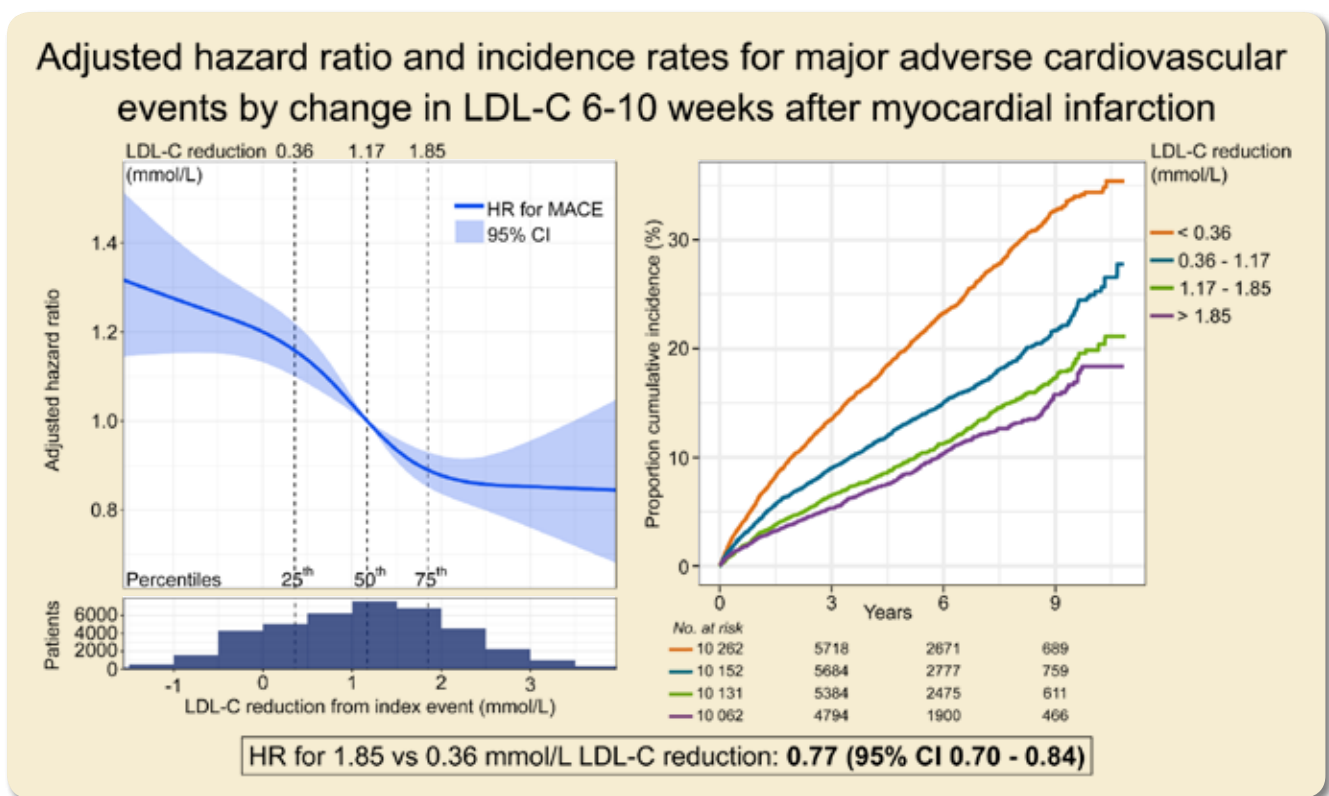 Adjusted hazard ratio and incidence rates for major adverse cardiovascular
events by change in LDL-C 6-10 weeks after myocardial infarction
LDL-C reduction 0.36 1.17 1.85
(mmol/L)
HR for MACE
95% CI
Adjusted hazard ratio
1.4
1.2
1.0
0.8
Percentiles 25th 50th 75th
Patients
6000
4000
2000
0
-1 0 1 2 3
LDL-C reduction from index event (mmol/L)
LDL-C reduction
(mmol/L)
< 0.36
0.36 - 1.17
1.17 - 1.85
> 1.85
Proportion cumulative incidence (%)
30
20
10
0
0 3 6 9
Years
No. at risk
10 262 5718 2671 689
10 152 5684 2777 759
10 131 5384 2475 611
10 062 4794 1900 466
HR for 1.85 vs 0.36 mmol/L LDL-C reduction: 0.77 (95% CI 0.70 - 0.84)